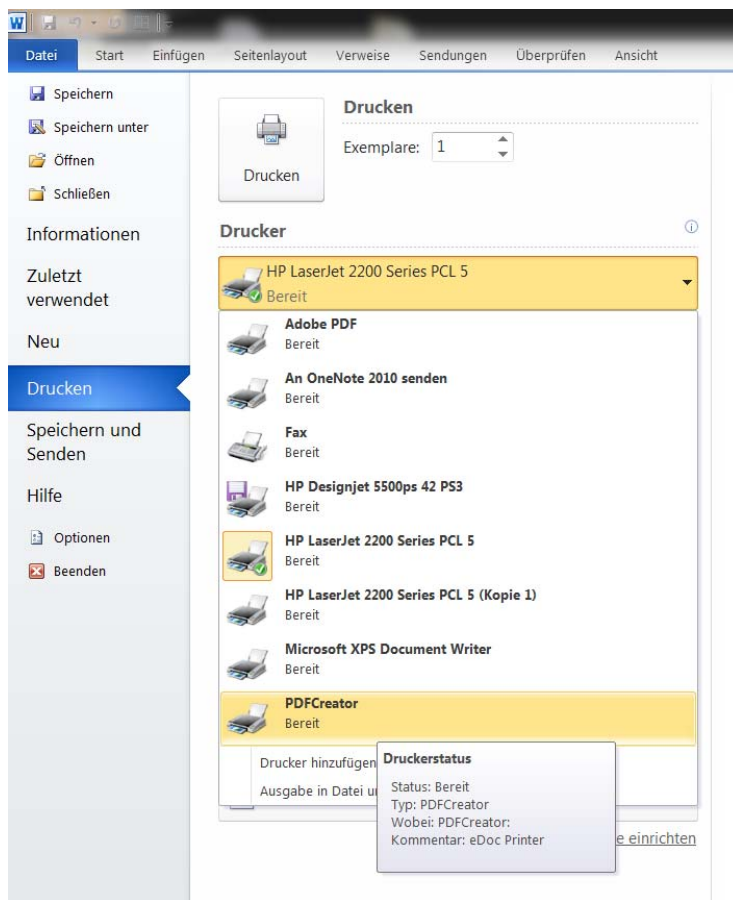 W
Datei Start Einfügen Seitenlayout Verweise Sendungen Überprüfen Ansicht
Speichern
Speichern unter
Öffnen
Schließen
Informationen
Zuletzt
verwendet
Neu
Drucken
Speichern und
Senden
Hilfe
Optionen
Beenden
Drucken
Drucken
Exemplare: 1
Drucker
HP LaserJet 2200 Series PCL 5
Bereit
Adobe PDF
Bereit
An OneNote 2010 senden
Bereit
Fax
Bereit
HP Designjet 5500ps 42 PS3
Bereit
HP LaserJet 2200 Series PCL 5
Bereit
HP LaserJet 2200 Series PCL 5 (Kopie 1)
Bereit
Microsoft XPS Document Writer
Bereit
PDFCreator
Bereit
Drucker hinzufügen
Ausgabe in Datei
Druckerstatus
Status: Bereit
Typ: PDFCreator
Wobei: PDFCreator:
Kommentar: eDoc Printer
einrichten